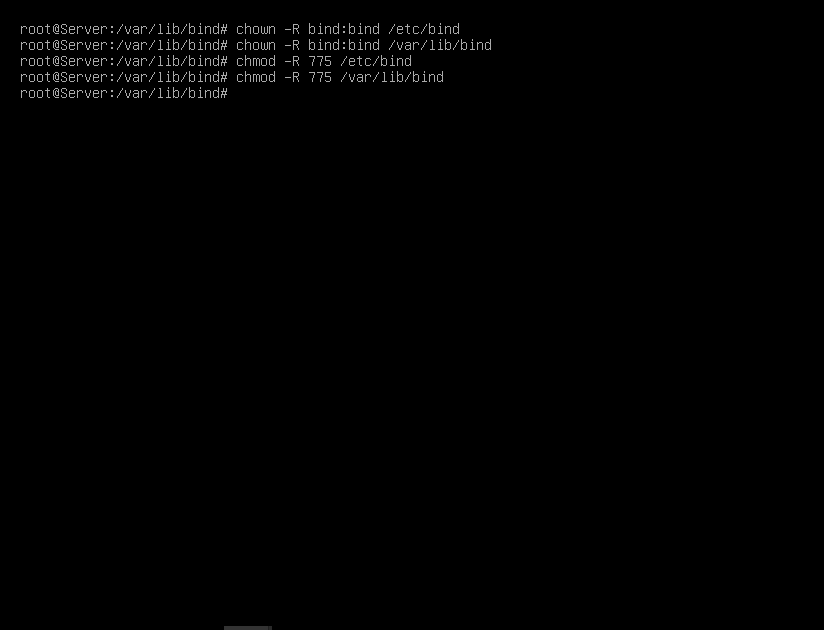 root@Server:/var/lib/bind# chown -R bind:bind /etc/bind
root@Server:/var/lib/bind# chown -R bind:bind /var/lib/bind
root@Server:/var/lib/bind# chmod -R 775 /etc/bind
root@Server:/var/lib/bind# chmod -R 775 /var/lib/bind
root@Server:/var/lib/bind#